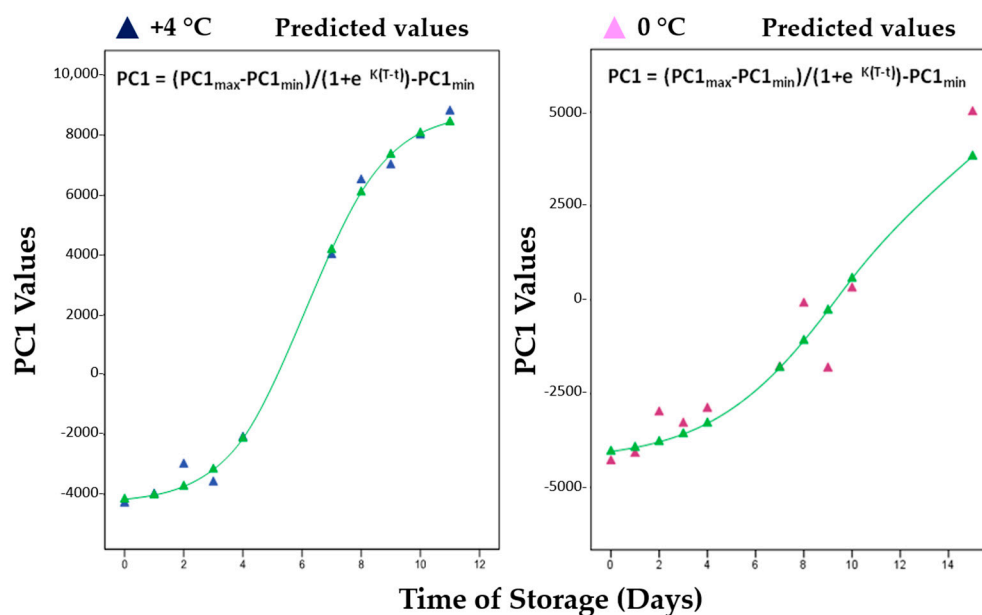 +4 °C Predicted values
0 °C Predicted values
PC1 = (PC1max-PC1min)/(1+e K(T-t))-PC1min
PC1 = (PC1max-PC1min)/(1+e K(T-t))-PC1min
PC1 Values
10,000
8000
6000
4000
2000
0
-2000
-4000
0 2 4 6 8 10 12
PC1 Values
5000-
2500-
0-
-2500-
-5000-
0 2 4 6 8 10 12 14
Time of Storage (Days)